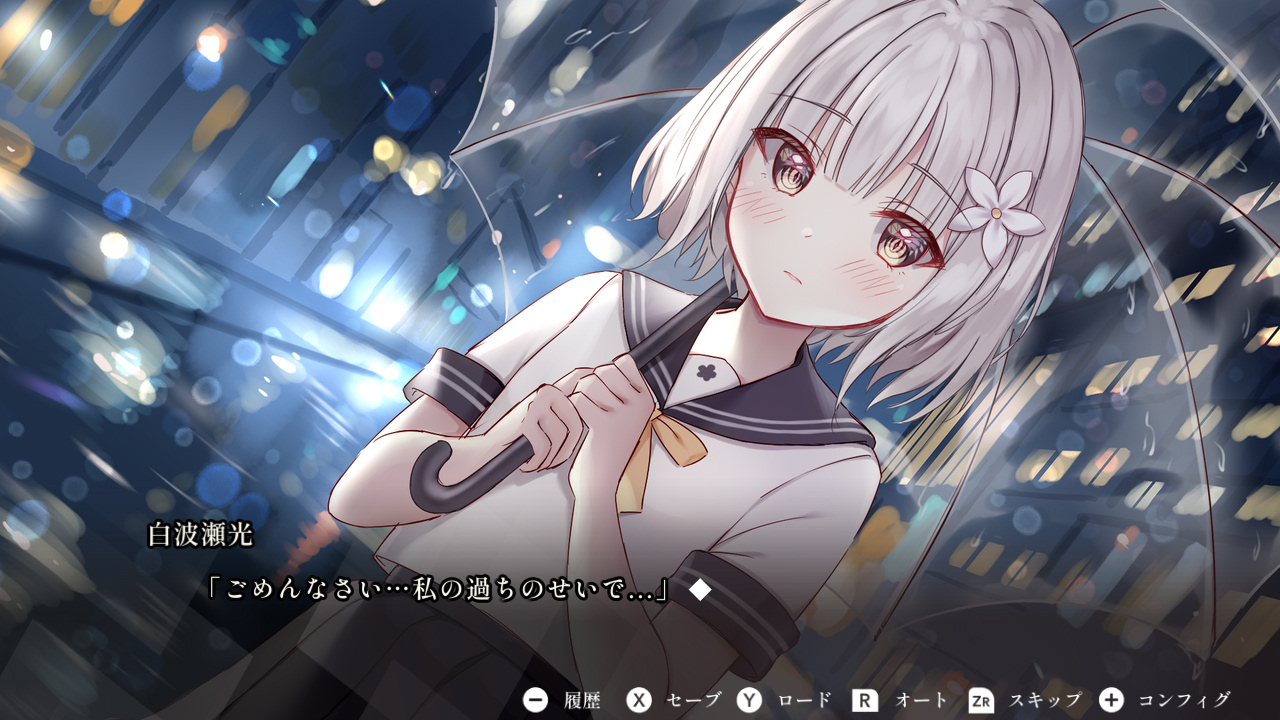 白波瀬光
「ごめんなさい…私の過ちのせいで…」
− 履歴 X セーブ Y ロード R オート ZR スキップ + コンフィグ